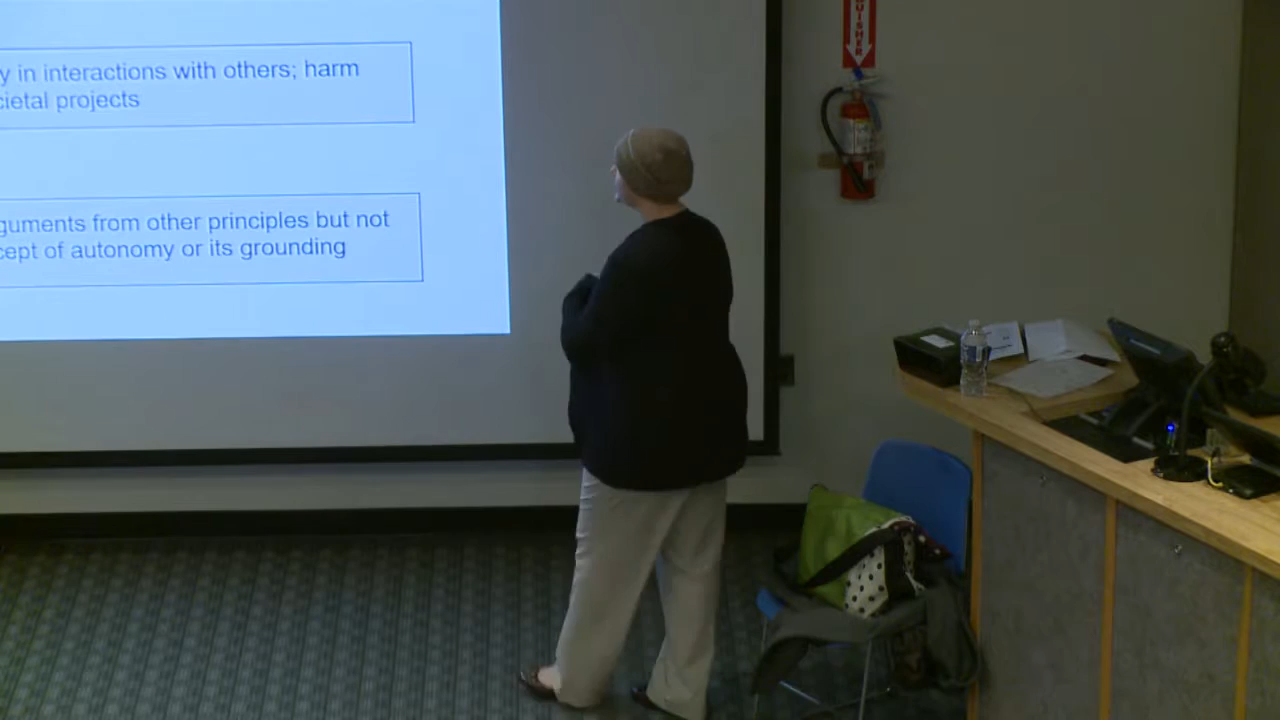 y in interactions with others; harm
cietal projects
guments from other principles but not
cept of autonomy or its grounding
UISHER